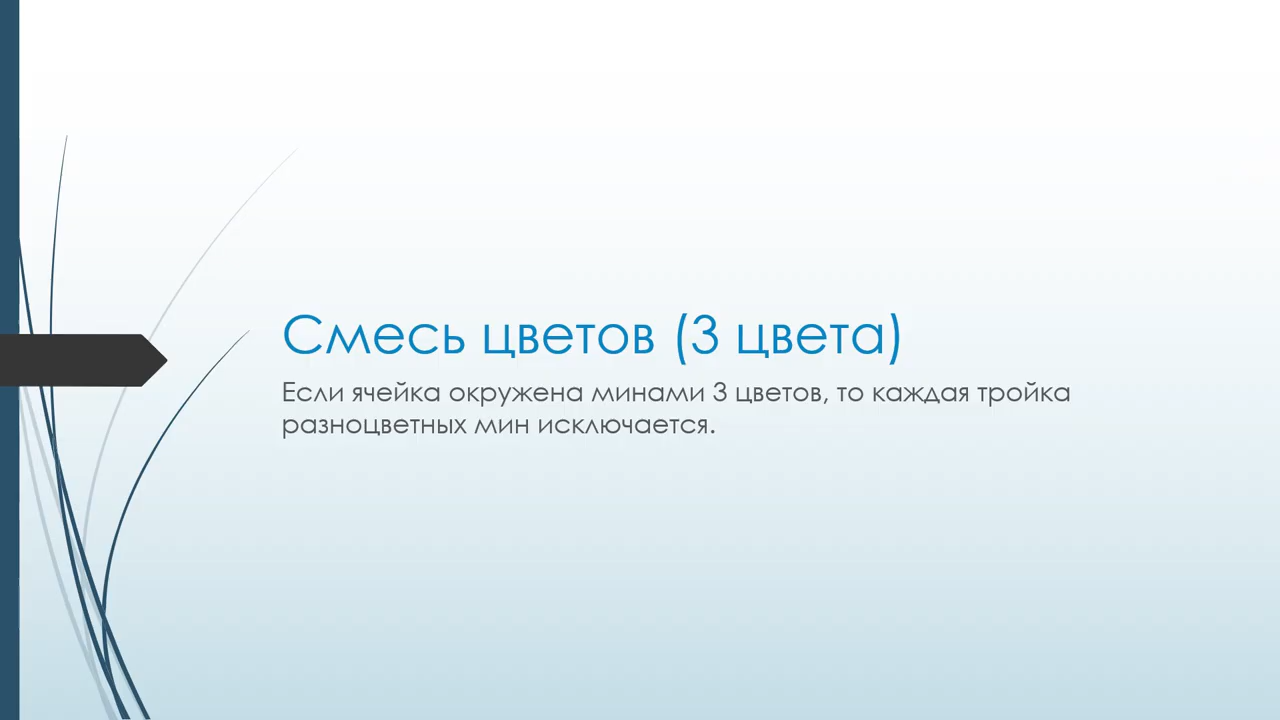 Смесь цветов (3 цвета)
Если ячейка окружена минами 3 цветов, то каждая тройка
разноцветных мин исключается.